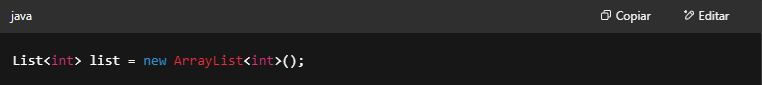 java
Copiar
Editar
List<int> list = new ArrayList<int>();